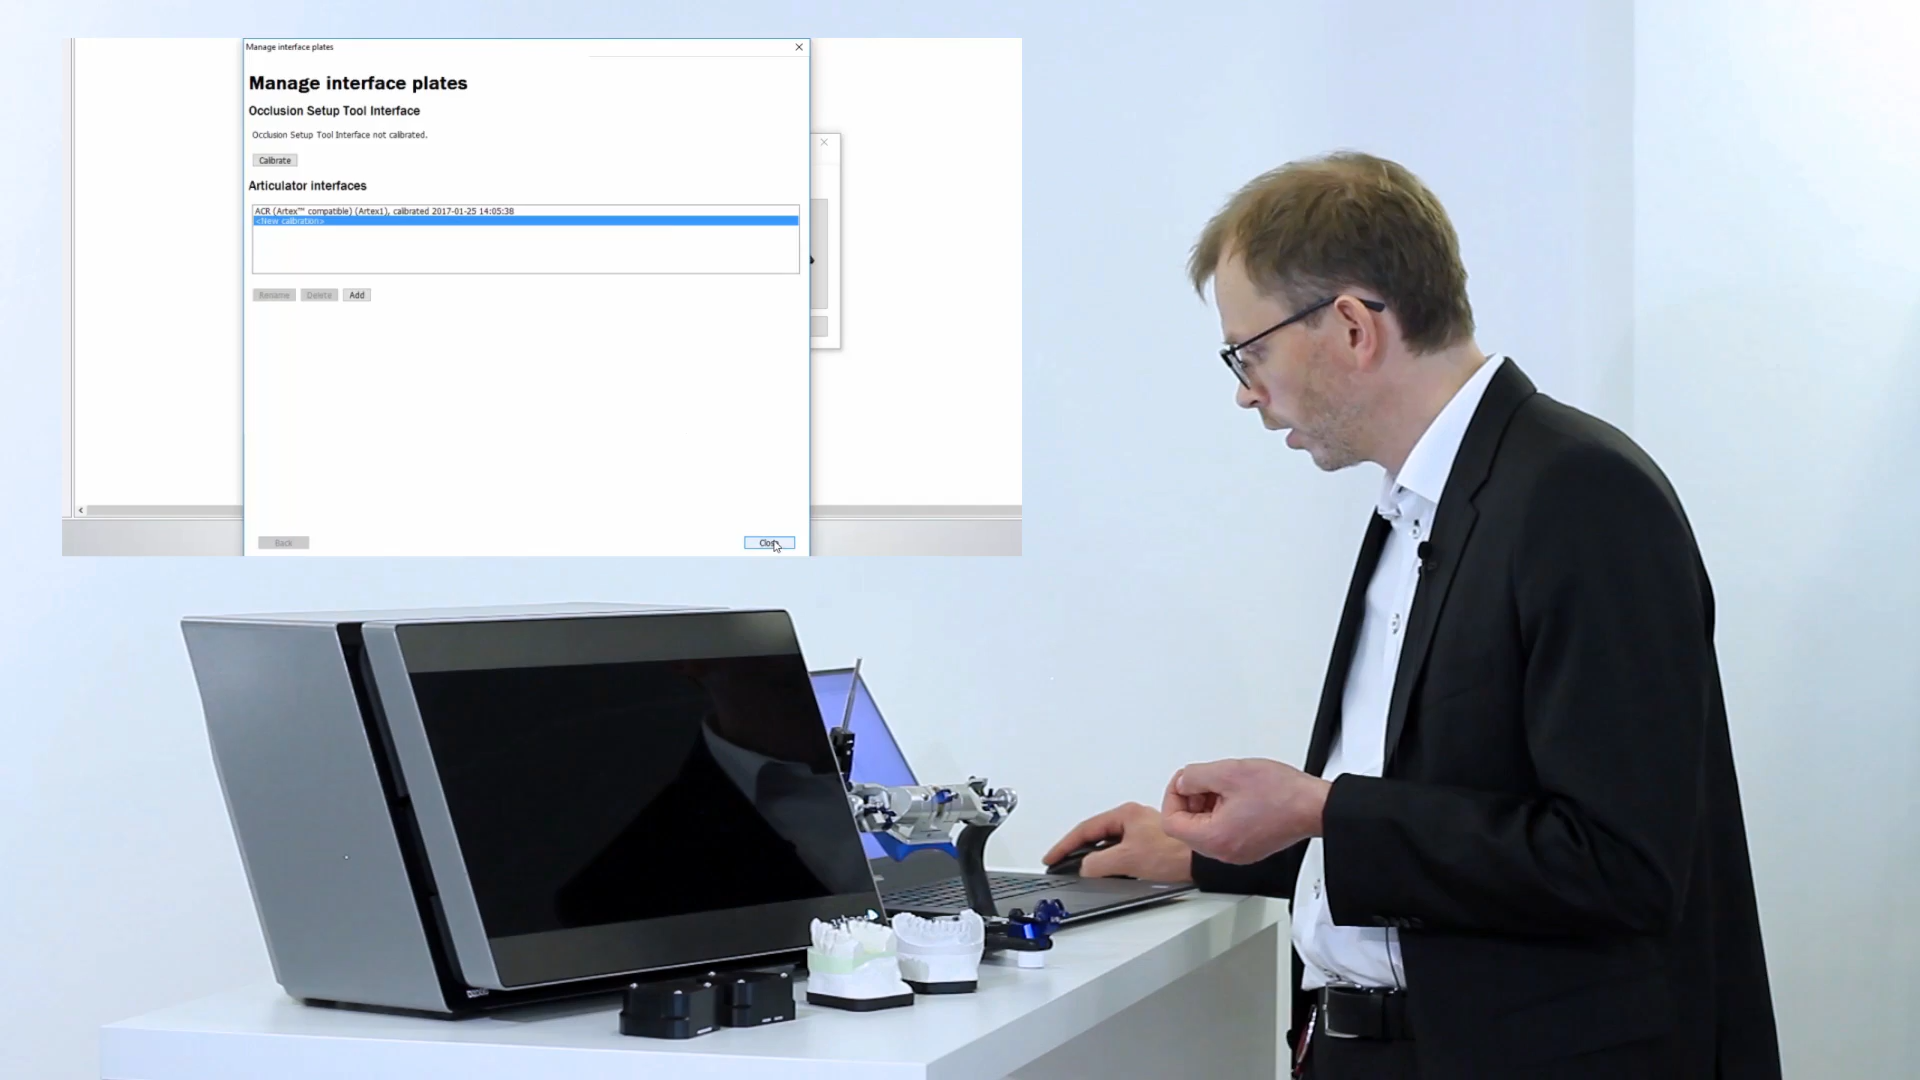 Manage interface plates
Manage interface plates
Occlusion Setup Tool Interface
Occlusion Setup Tool Interface not calibrated.
Calibrate
Articulator interfaces
ACR (Artex™ compatible) (Artex1), calibrated 2017-01-25 14:05:38
<New calibration>
Rename Delete Add
Back Close